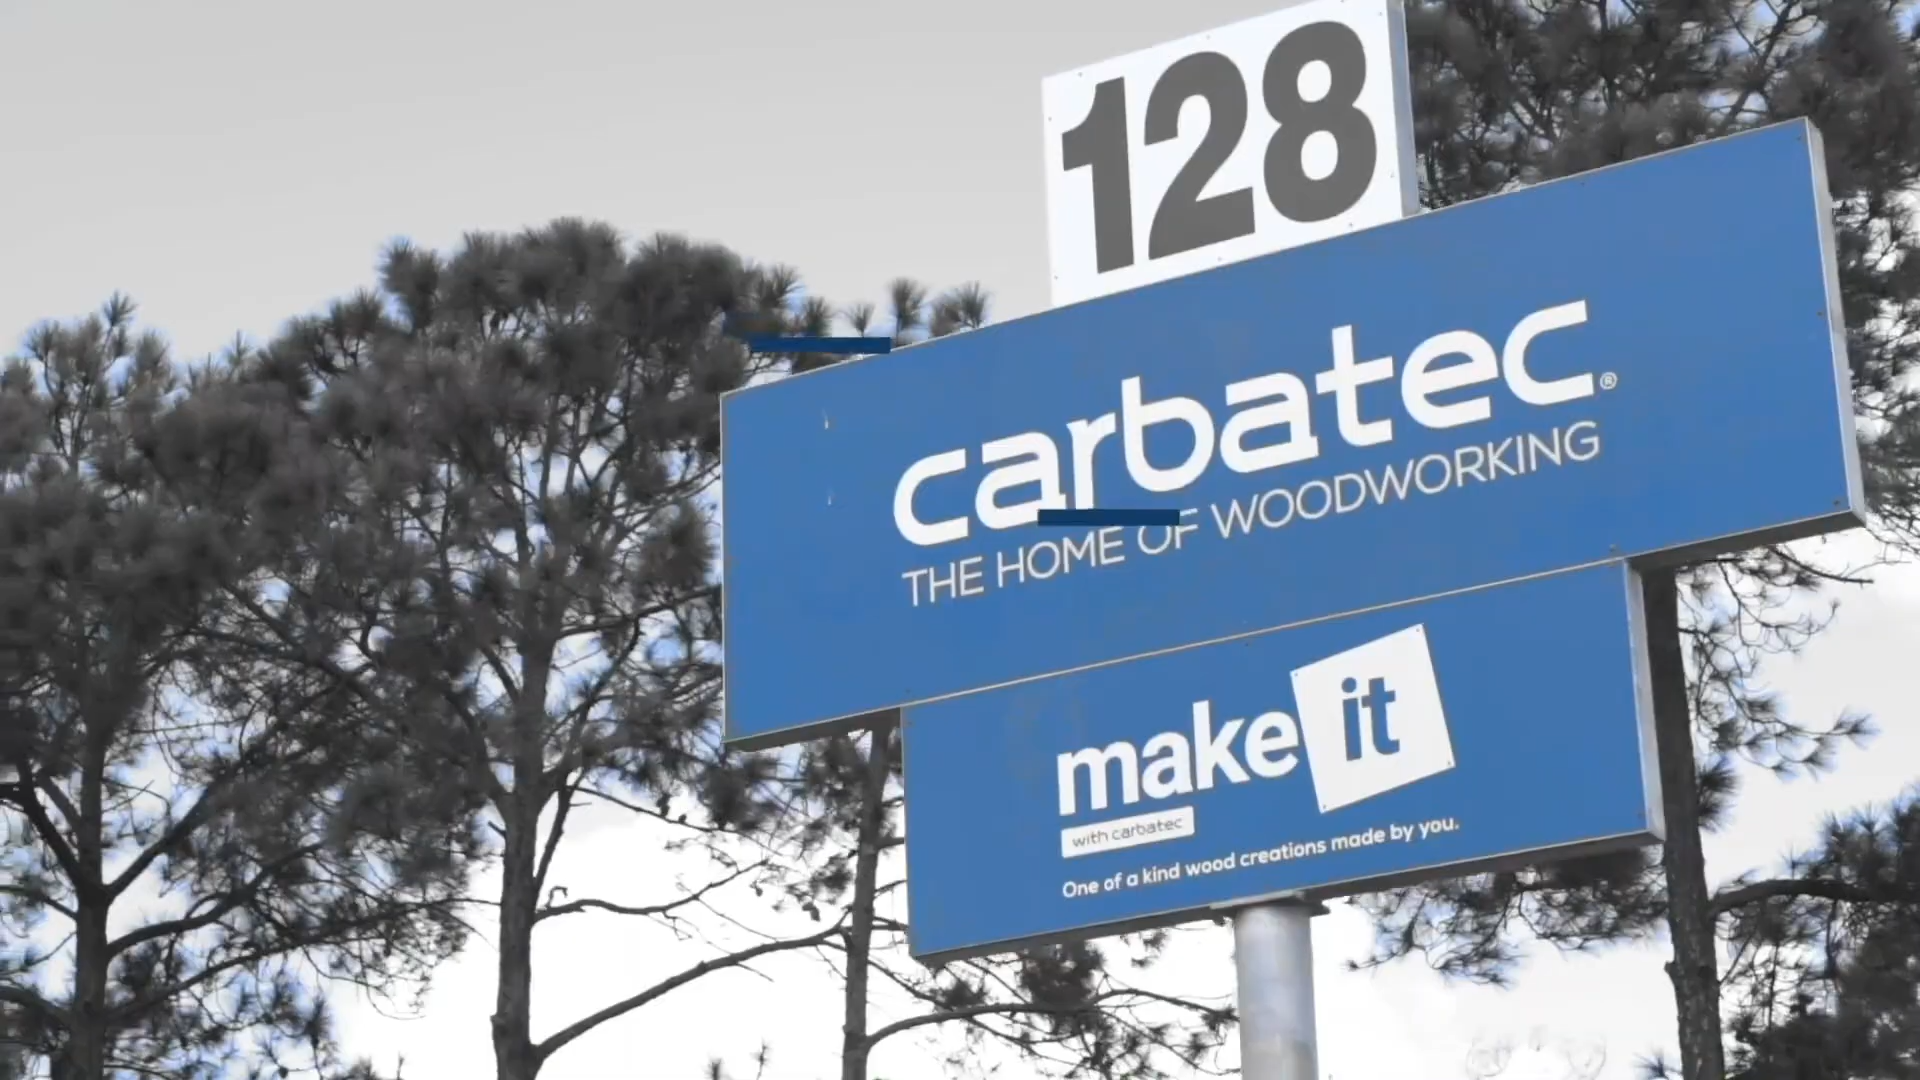 128
carbatec®
THE HOME OF WOODWORKING
make it
with carbatec
One of a kind wood creations made by you.